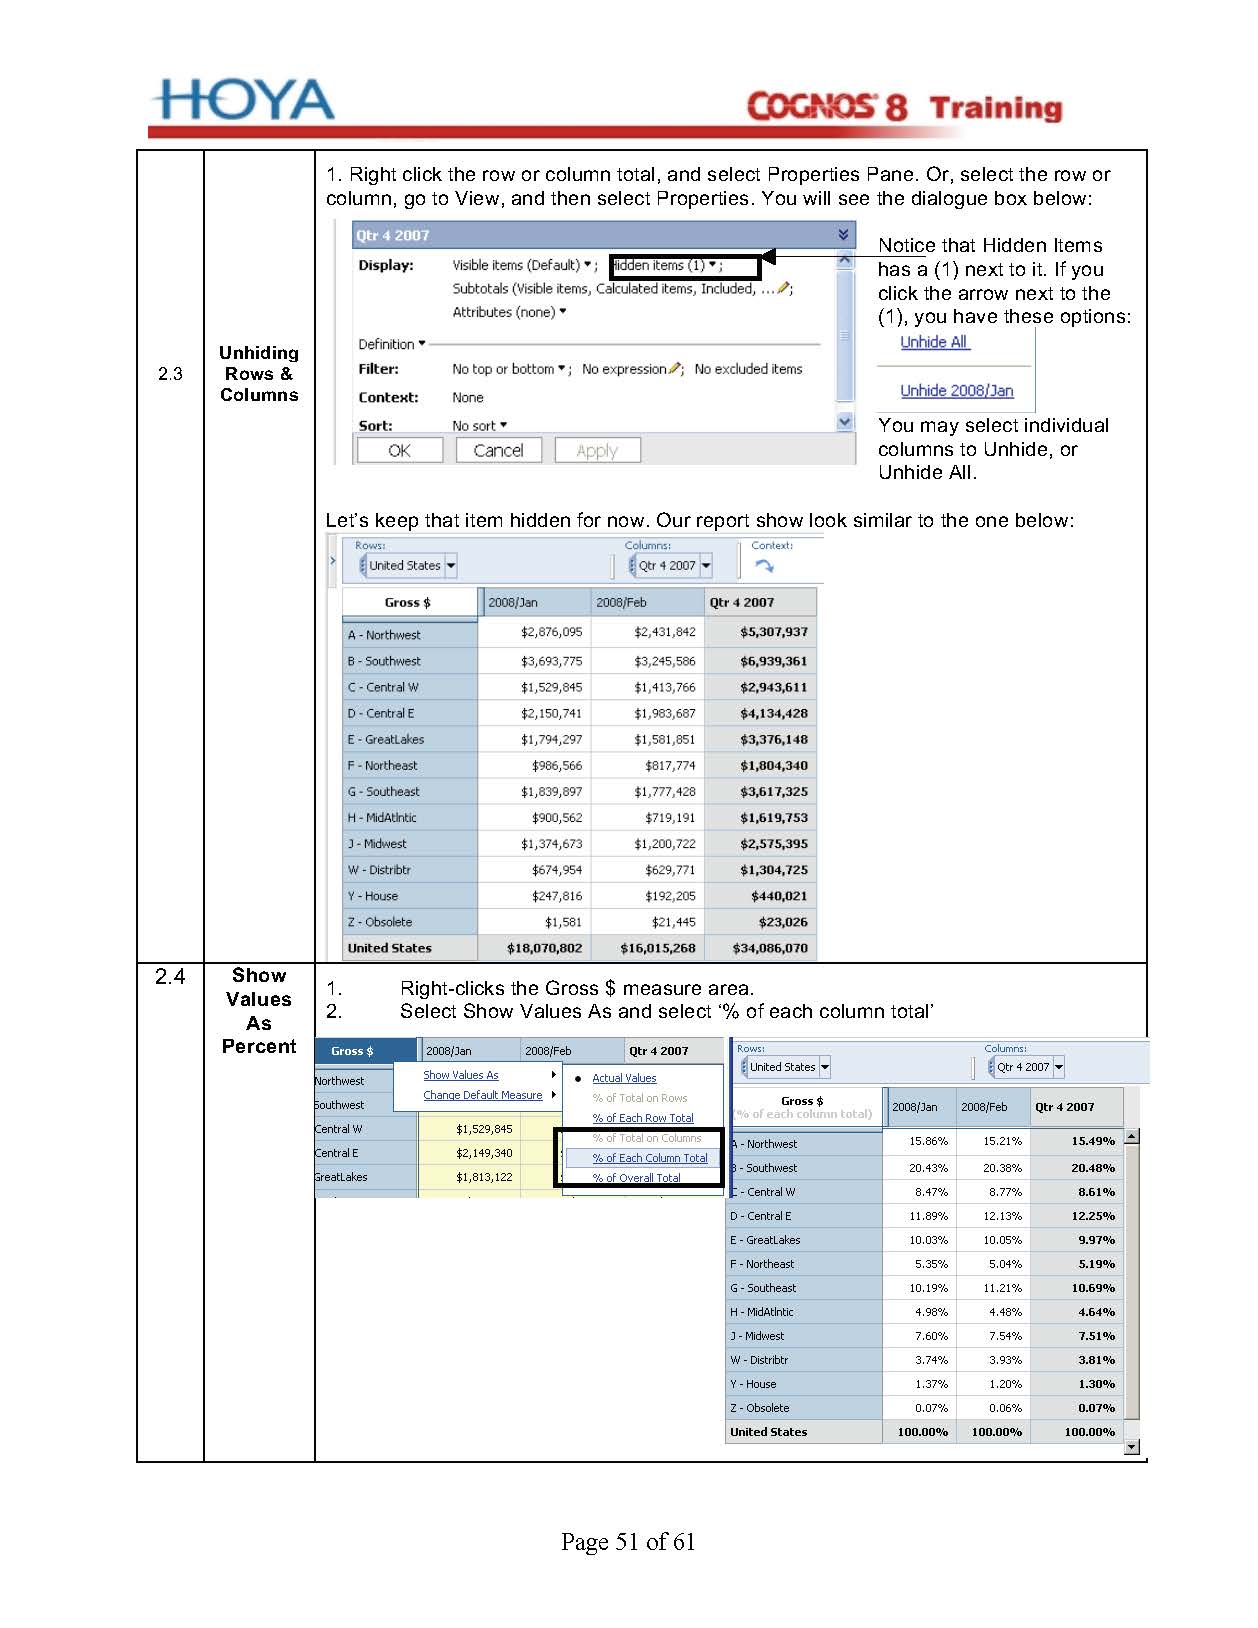 HOYA
COGNOS 8 Training
2.3
Unhiding
Rows &
Columns
1. Right click the row or column total, and select Properties Pane. Or, select the row or
column, go to View, and then select Properties. You will see the dialogue box below:
Qtr 4 2007
Display: Visible items (Default) ; Hidden items (1) ;
Subtotals (Visible items, Calculated items, Included, ... ;
Attributes (none)
Definition
Filter: No top or bottom ; No expression ; No excluded items
Context: None
Sort: No sort
OK Cancel Apply
Notice that Hidden Items
has a (1) next to it. If you
click the arrow next to the
(1), you have these options:
Unhide All
Unhide 2008/Jan
You may select individual
columns to Unhide, or
Unhide All.
Let's keep that item hidden for now. Our report show look similar to the one below:
Rows: Columns: Context:
United States Qtr 4 2007
Gross $ 2008/Jan 2008/Feb Qtr 4 2007
A - Northwest $2,876,095 $2,431,842 $5,307,937
B - Southwest $3,693,775 $3,245,586 $6,939,361
C - Central W $1,529,845 $1,413,766 $2,943,611
D - Central E $2,150,741 $1,983,687 $4,134,428
E - GreatLakes $1,794,297 $1,581,851 $3,376,148
F - Northeast $986,566 $817,774 $1,804,340
G - Southeast $1,839,897 $1,777,428 $3,617,325
H - MidAtlntic $900,562 $719,191 $1,619,753
J - Midwest $1,374,673 $1,200,722 $2,575,395
W - Distribtr $674,954 $629,771 $1,304,725
Y - House $247,816 $192,205 $440,021
Z - Obsolete $1,581 $21,445 $23,026
United States $18,070,802 $16,015,268 $34,086,070
2.4
Show
Values
As
Percent
1. Right-clicks the Gross $ measure area.
2. Select Show Values As and select ‘% of each column total’
Gross $ 2008/Jan 2008/Feb Qtr 4 2007
Northwest
Southwest
Central W $1,529,845
Central E $2,149,340
GreatLakes $1,813,122
Show Values As
Change Default Measure
Actual Values
% of Total on Rows
% of Each Row Total
% of Total on Columns
% of Each Column Total
% of Overall Total
Rows: Columns:
United States Qtr 4 2007
Gross $
(% of each column total)
2008/Jan 2008/Feb Qtr 4 2007
A - Northwest 15.86% 15.21% 15.49%
B - Southwest 20.43% 20.38% 20.48%
C - Central W 8.47% 8.77% 8.61%
D - Central E 11.89% 12.13% 12.25%
E - GreatLakes 10.03% 10.05% 9.97%
F - Northeast 5.35% 5.04% 5.19%
G - Southeast 10.19% 11.21% 10.69%
H - MidAtlntic 4.98% 4.48% 4.64%
J - Midwest 7.60% 7.54% 7.51%
W - Distribtr 3.74% 3.93% 3.81%
Y - House 1.37% 1.20% 1.30%
Z - Obsolete 0.07% 0.06% 0.07%
United States 100.00% 100.00% 100.00%
Page 51 of 61